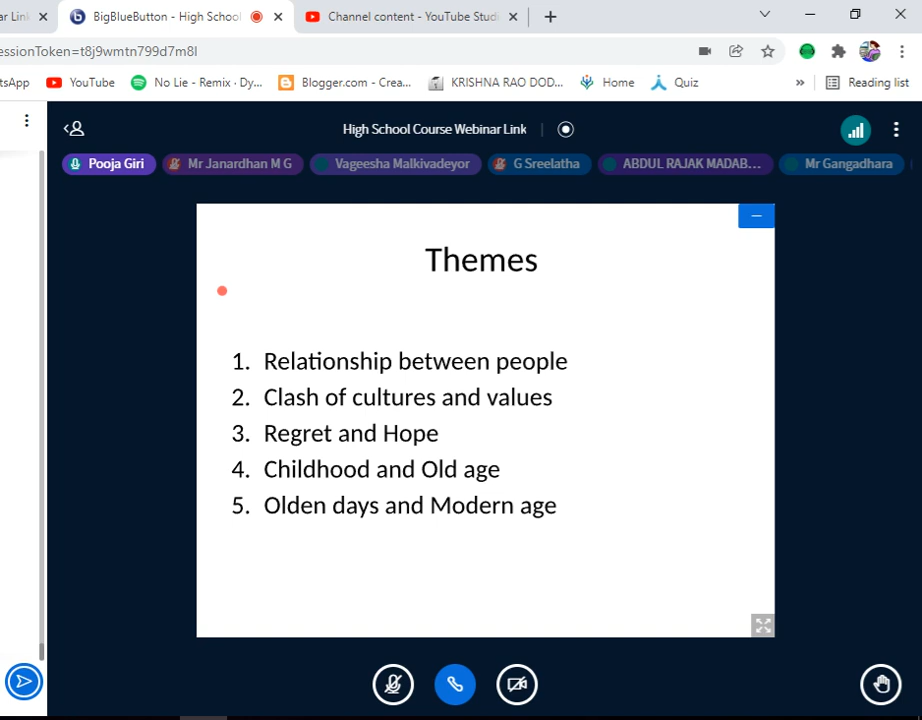 ar Link
BigBlueButton - High School
Channel content - YouTube Studi
essionToken=t8j9wmtn799d7m8l
tsApp
YouTube
No Lie - Remix · Dy...
Blogger.com - Crea...
KRISHNA RAO DOD...
Home
Quiz
»
Reading list
High School Course Webinar Link
Pooja Giri
Mr Janardhan M G
Vageesha Malkivadeyor
G Sreelatha
ABDUL RAJAK MADAB...
Mr Gangadhara
Themes
1. Relationship between people
2. Clash of cultures and values
3. Regret and Hope
4. Childhood and Old age
5. Olden days and Modern age